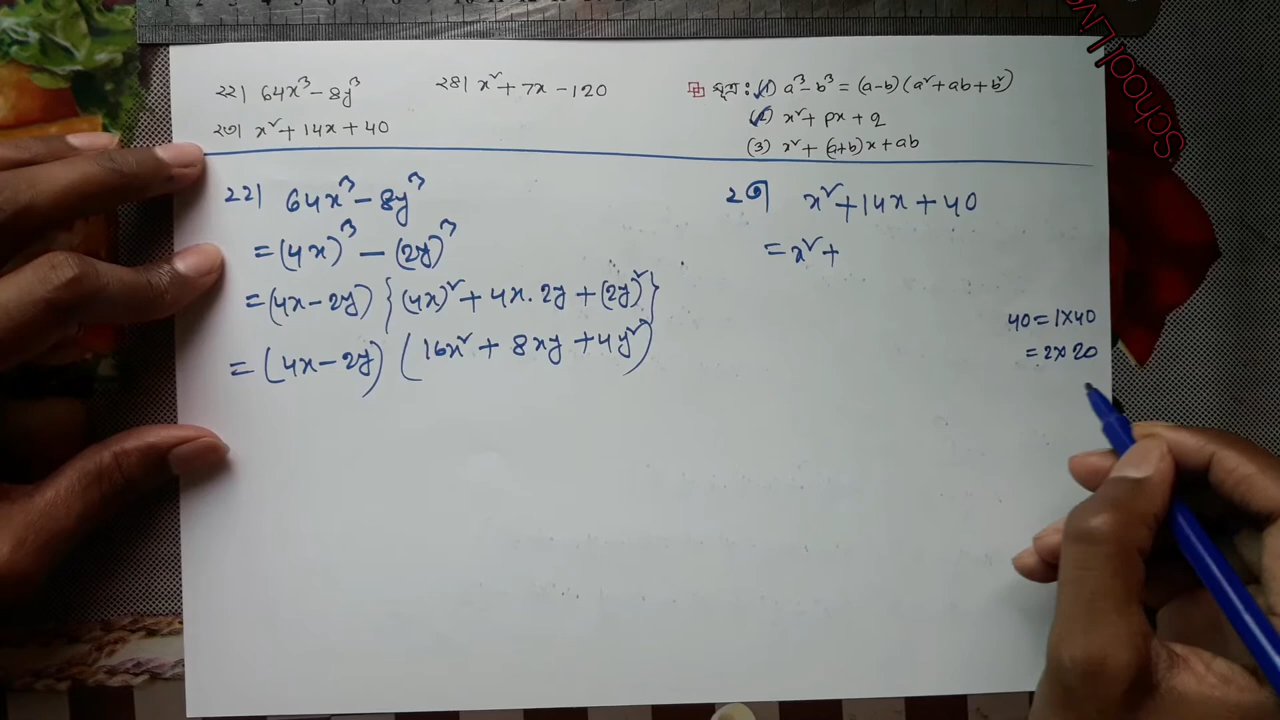 ২২| 64x³ - 8y³
২৪| x² + 7x - 120
২৩| x² + 14x + 40
সূত্র: (1) a³ - b³ = (a-b) (a² + ab + b²)
(2) x² + px + q
(3) x² + (a+b)x + ab
২২| 64x³ - 8y³
= (4x)³ - (2y)³
= (4x - 2y) {(4x)² + 4x . 2y + (2y)²}
= (4x - 2y) (16x² + 8xy + 4y²)
২৩| x² + 14x + 40
= x² +
40 = 1 × 40
= 2 × 20
School Live